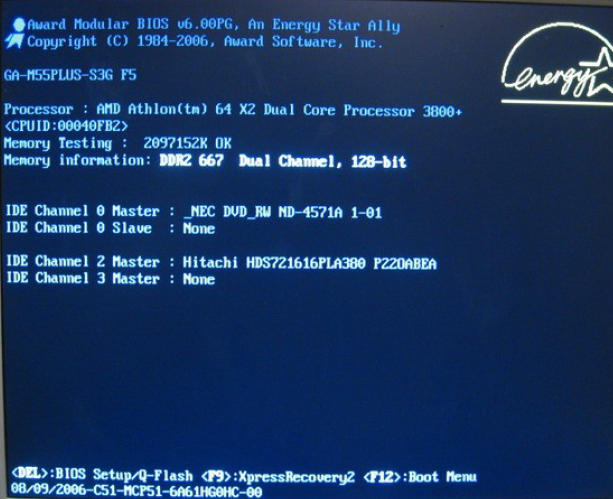 Award Modular BIOS v6.00PG, An Energy Star Ally
Copyright (C) 1984-2006, Award Software, Inc.
energy
GA-M55PLUS-S3G F5
Processor : AMD Athlon(tm) 64 X2 Dual Core Processor 3800+
<CPUID:00040FB2>
Memory Testing : 2097152K OK
Memory information: DDR2 667 Dual Channel, 128-bit
IDE Channel 0 Master : _NEC DVD_RW ND-4571A 1-01
IDE Channel 0 Slave : None
IDE Channel 2 Master : Hitachi HDS721616PLA380 P22OABEA
IDE Channel 3 Master : None
<DEL>:BIOS Setup/Q-Flash <F9>:XpressRecovery2 <F12>:Boot Menu
08/09/2006-C51-MCP51-6A61HG0HC-00